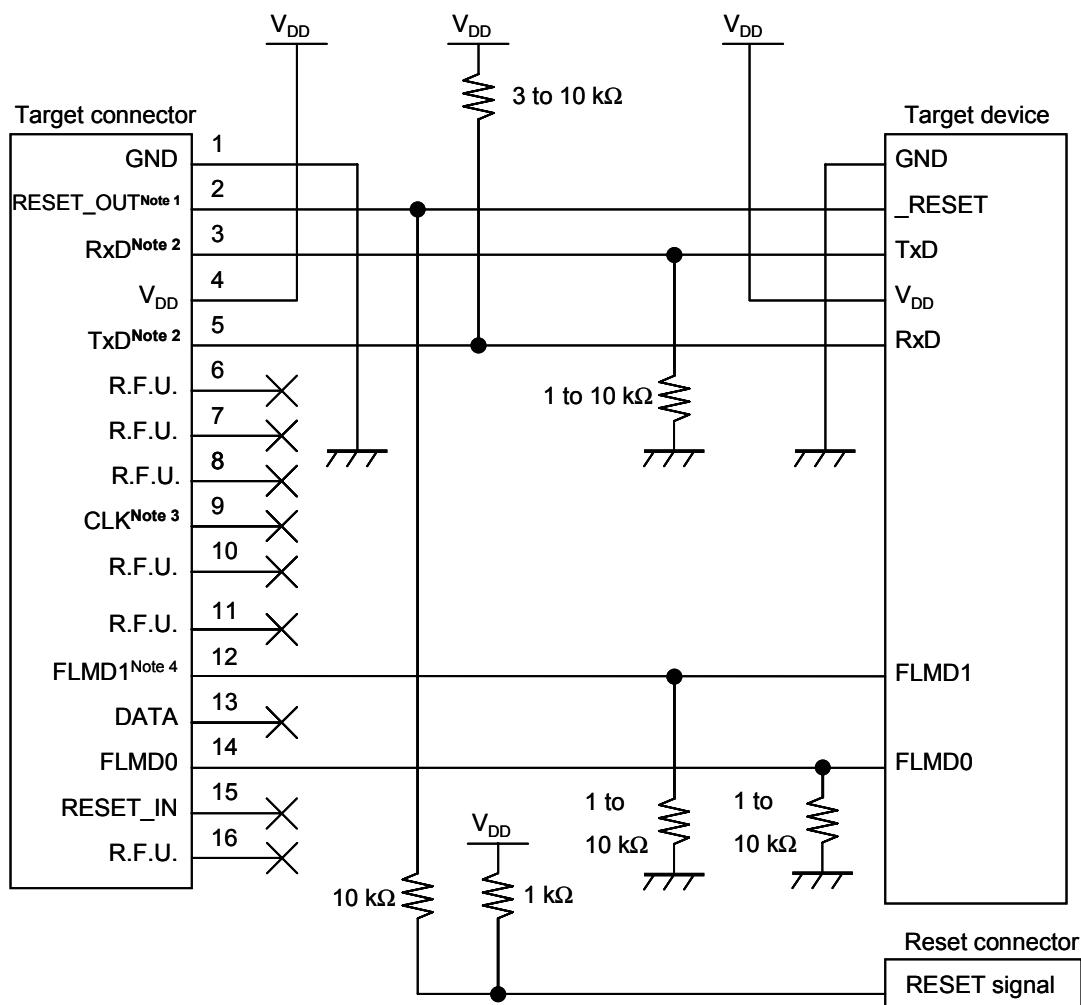 VDD
VDD
VDD
3 to 10 kΩ
Target connector
Target device
GND
1
GND
RESET_OUTNote 1
2
_RESET
RxDNote 2
3
TxD
VDD
4
VDD
TxDNote 2
5
RxD
R.F.U.
6
1 to 10 kΩ
R.F.U.
7
R.F.U.
8
CLKNote 3
9
R.F.U.
10
R.F.U.
11
FLMD1Note 4
12
FLMD1
DATA
13
FLMD0
14
FLMD0
RESET_IN
15
1 to
10 kΩ
1 to
10 kΩ
R.F.U.
16
VDD
10 kΩ
1 kΩ
Reset connector
RESET signal